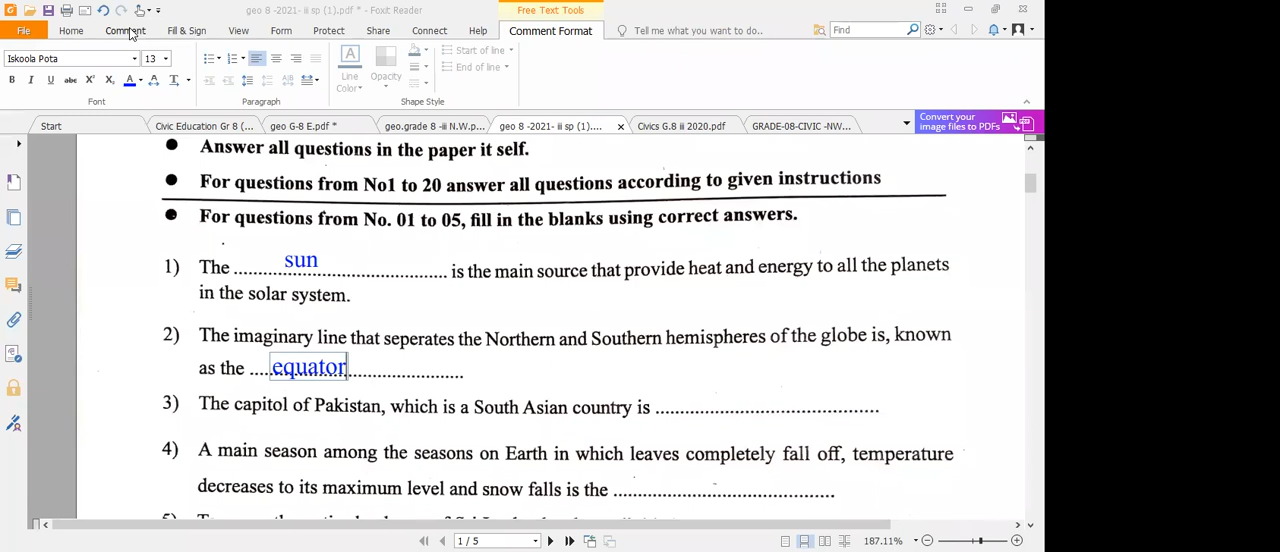 geo 8 -2021- ii sp (1).pdf * - Foxit Reader
Free Text Tools
File Home Comment Fill & Sign View Form Protect Share Connect Help Comment Format Tell me what you want to do.. Find
Iskoola Pota 13 Start of line
End of line
B I U abc X² X₂ A Line Color Opacity
Font Paragraph Shape Style
Start Civic Education Gr 8 (... geo G-8 E.pdf * geo.grade 8 -ii N.W.p... geo 8 -2021- ii sp (1).... Civics G.8 ii 2020.pdf GRADE-08-CIVIC -NW...
Convert your
image files to PDFs
● Answer all questions in the paper it self.
● For questions from No1 to 20 answer all questions according to given instructions
● For questions from No. 01 to 05, fill in the blanks using correct answers.
1) The ......sun...... is the main source that provide heat and energy to all the planets
in the solar system.
2) The imaginary line that seperates the Northern and Southern hemispheres of the globe is, known
as the ....equator......
3) The capitol of Pakistan, which is a South Asian country is ..........
4) A main season among the seasons on Earth in which leaves completely fall off, temperature
decreases to its maximum level and snow falls is the ..........
1 / 5 187.11%